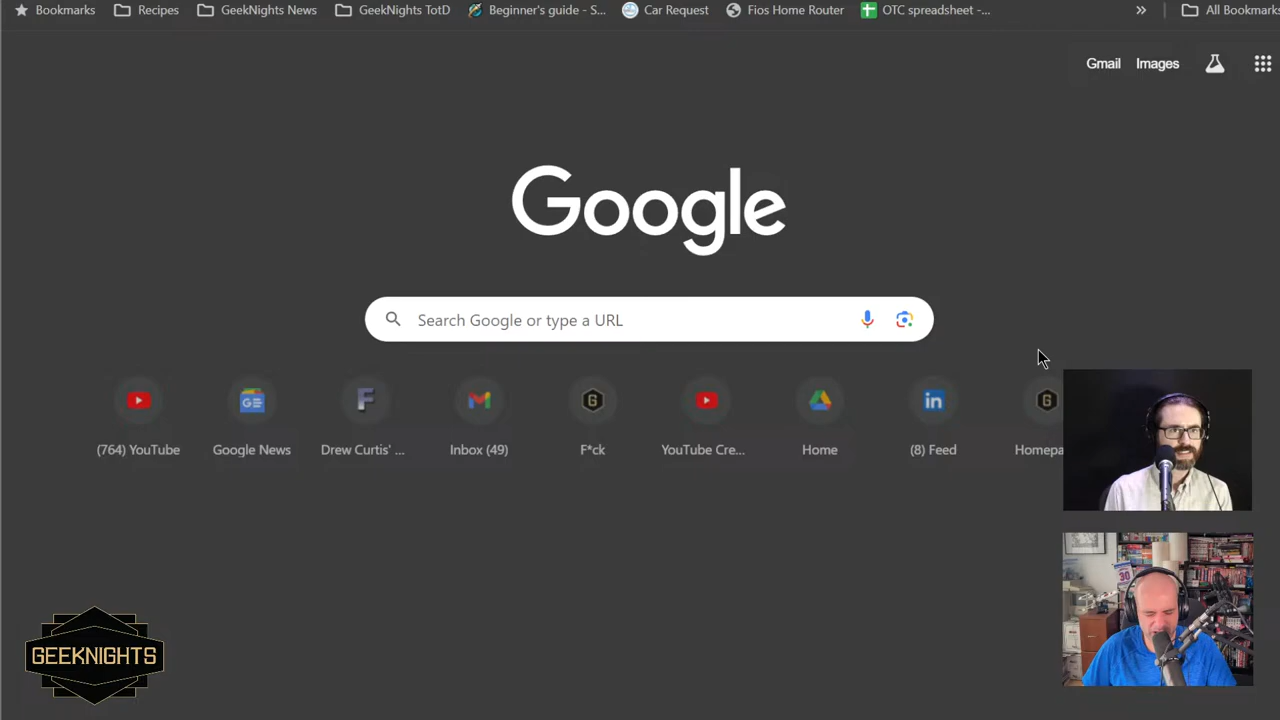 Bookmarks Recipes GeekNights News GeekNights TotD Beginner's guide - S... Car Request Fios Home Router OTC spreadsheet -... » All Bookmarks
Gmail Images
Google
Search Google or type a URL
(764) YouTube Google News Drew Curtis' ... Inbox (49) F*ck YouTube Cre... Home (8) Feed Homepa
30
GEEKNIGHTS